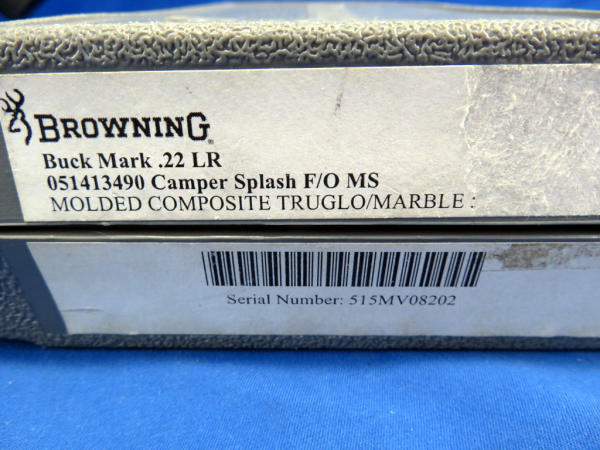 BROWNING
Buck Mark .22 LR
051413490 Camper Splash F/O MS
MOLDED COMPOSITE TRUGLO/MARBLE :
Serial Number: 515MV08202